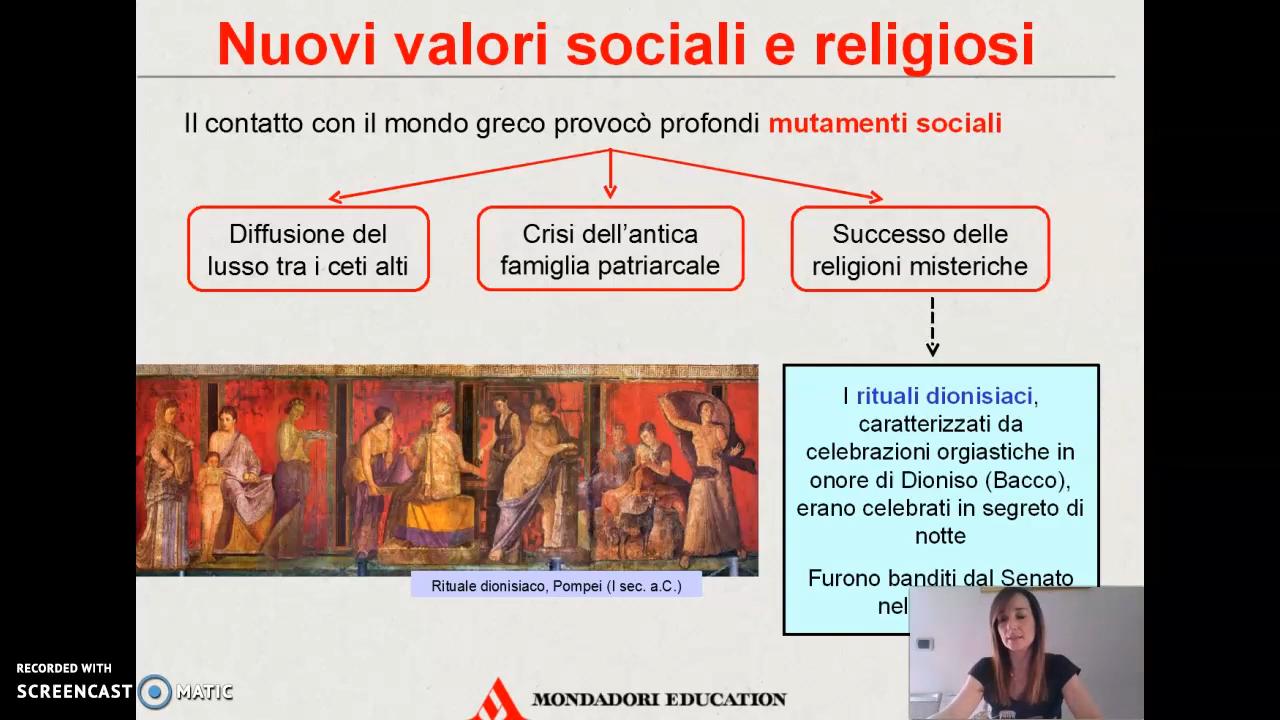 Nuovi valori sociali e religiosi
Il contatto con il mondo greco provocò profondi mutamenti sociali
Diffusione del
lusso tra i ceti alti
Crisi dell’antica
famiglia patriarcale
Successo delle
religioni misteriche
I rituali dionisiaci,
caratterizzati da
celebrazioni orgiastiche in
onore di Dioniso (Bacco),
erano celebrati in segreto di
notte
Furono banditi dal Senato
nel
Rituale dionisiaco, Pompei (I sec. a.C.)
RECORDED WITH
SCREENCAST MATIC
MONDADORI EDUCATION